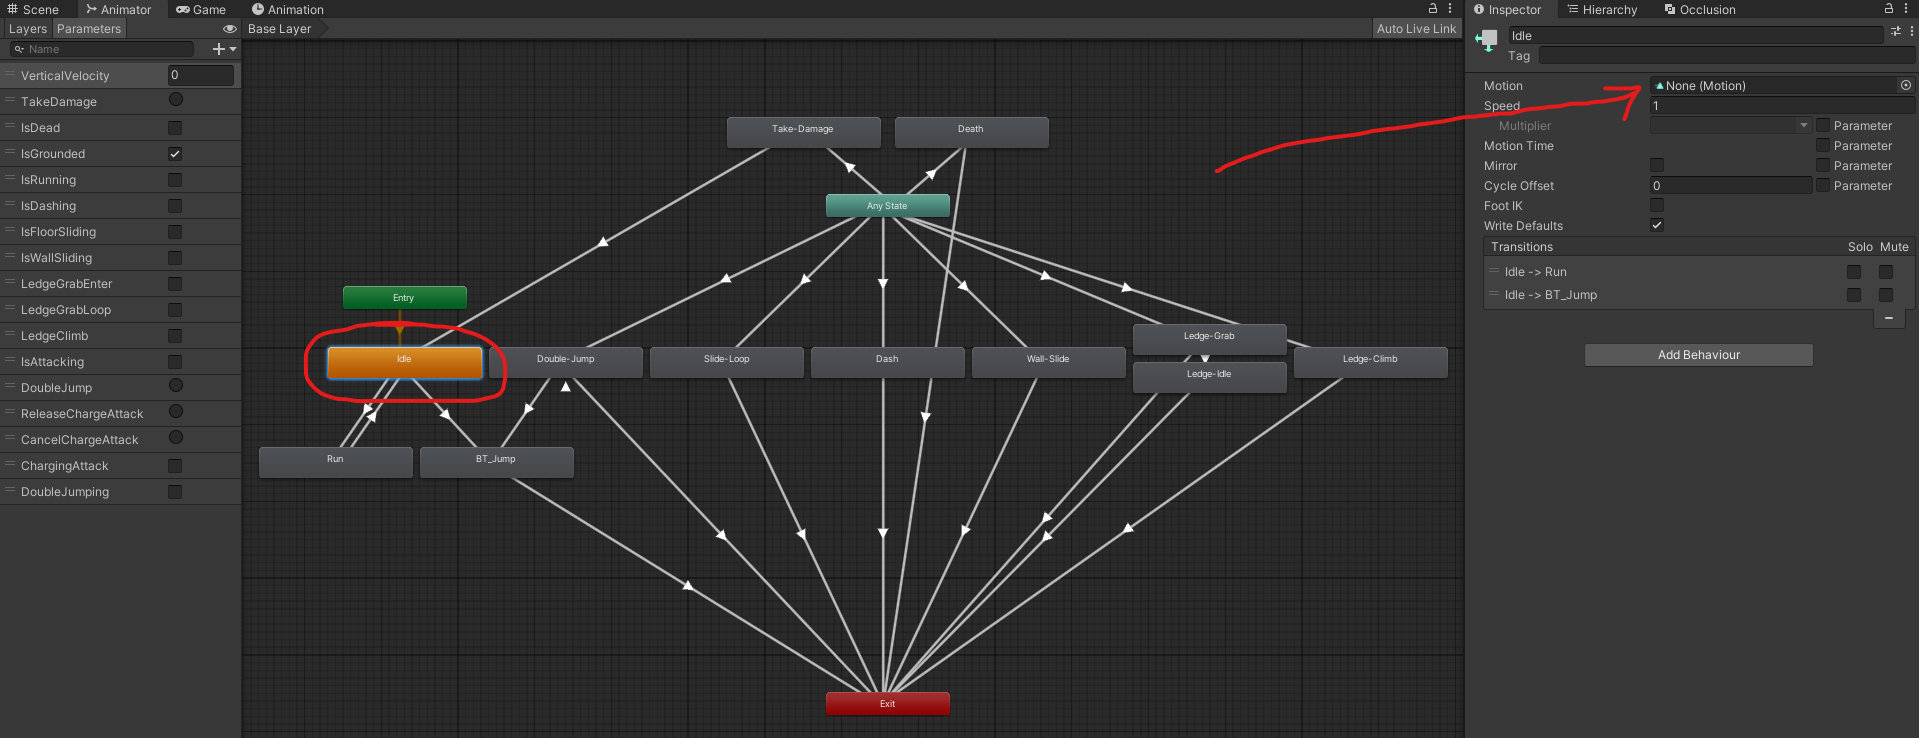 Scene
Animator
Game
Animation
Layers
Parameters
Base Layer
Auto Live Link
Name
VerticalVelocity
0
TakeDamage
IsDead
IsGrounded
IsRunning
IsDashing
IsFloorSliding
IsWallSliding
LedgeGrabEnter
LedgeGrabLoop
LedgeClimb
IsAttacking
DoubleJump
ReleaseChargeAttack
CancelChargeAttack
ChargingAttack
DoubleJumping
Take-Damage
Death
Any State
Entry
Idle
Double-Jump
Slide-Loop
Dash
Wall-Slide
Ledge-Grab
Ledge-Idle
Ledge-Climb
Run
BT_Jump
Exit
Inspector
Hierarchy
Occlusion
Idle
Tag
Motion
None (Motion)
Speed
1
Multiplier
Parameter
Motion Time
Parameter
Mirror
Parameter
Cycle Offset
0
Parameter
Foot IK
Write Defaults
Transitions
Solo
Mute
Idle -> Run
Idle -> BT_Jump
Add Behaviour